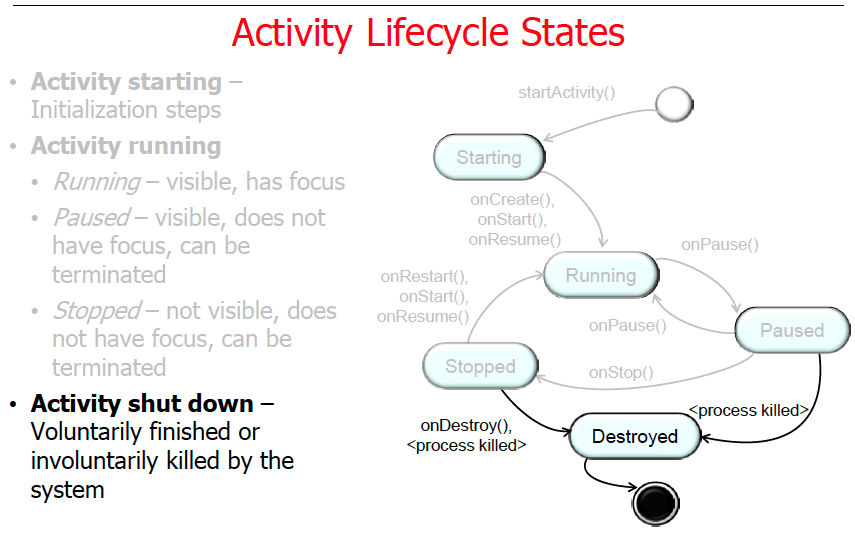 Activity Lifecycle States
• Activity starting –
Initialization steps
• Activity running
• Running – visible, has focus
• Paused – visible, does not
have focus, can be
terminated
• Stopped – not visible, does
not have focus, can be
terminated
• Activity shut down –
Voluntarily finished or
involuntarily killed by the
system
startActivity()
Starting
onCreate(),
onStart(),
onResume()
Running
onPause()
onRestart(),
onStart(),
onResume()
onPause()
Paused
Stopped
onStop()
onDestroy(),
<process killed>
<process killed>
Destroyed